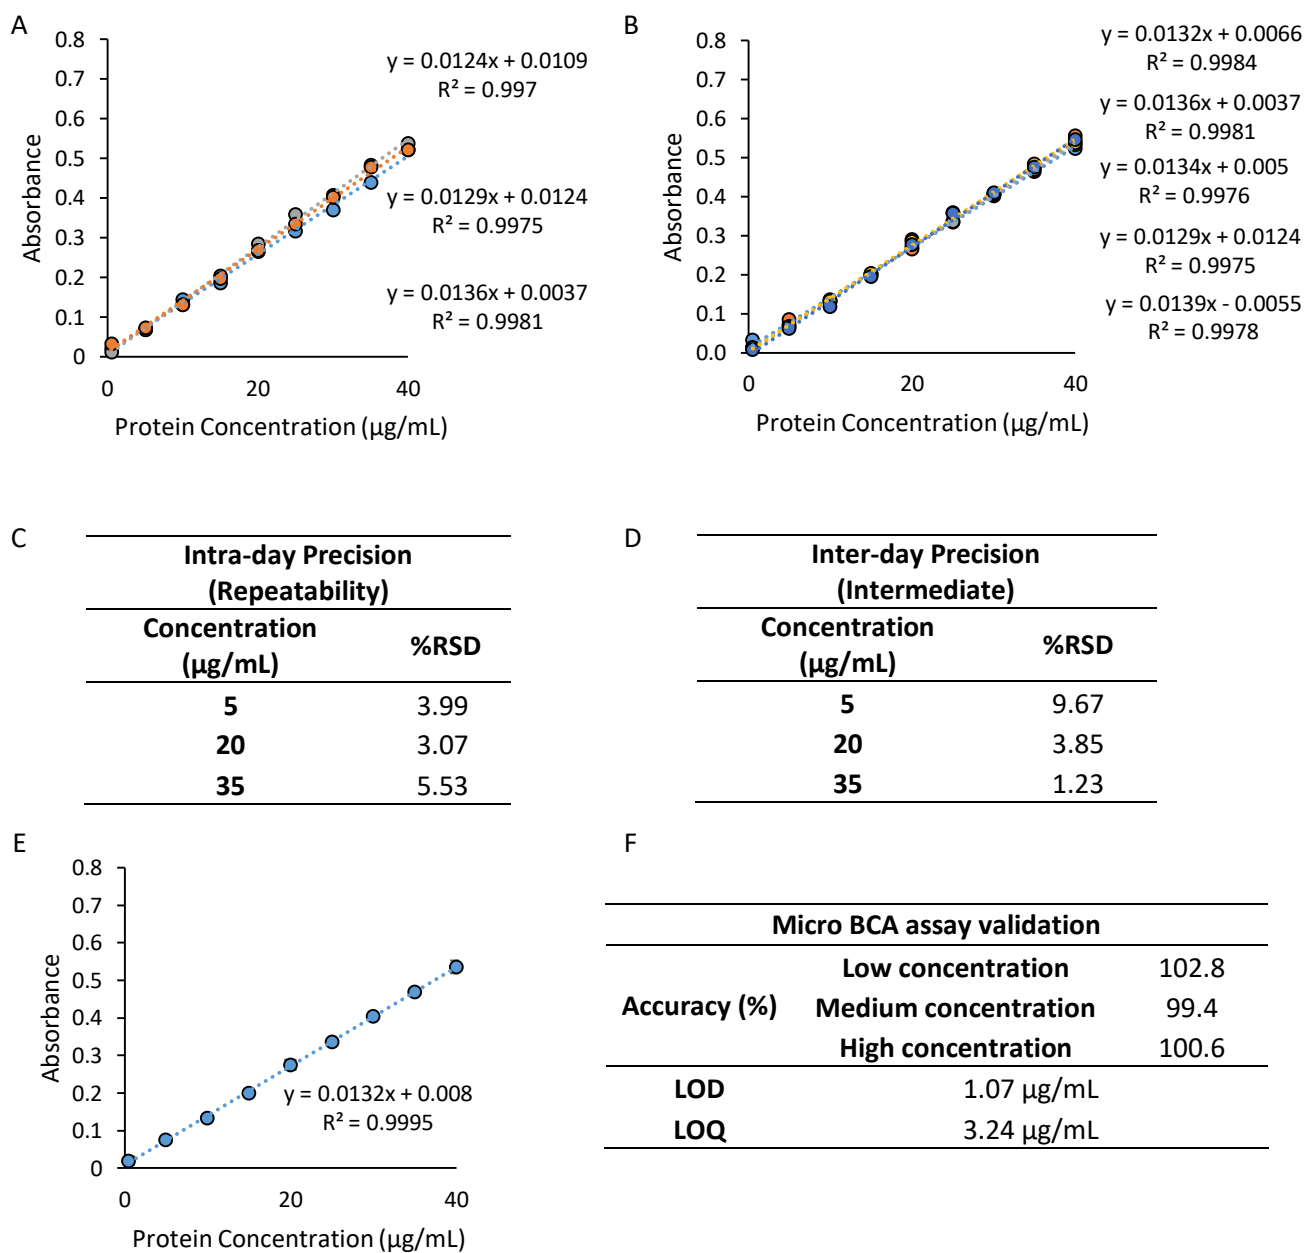 A
0.8
0.7
0.6
0.5
0.4
0.3
0.2
0.1
0
0
20
40
Absorbance
Protein Concentration (µg/mL)
y = 0.0124x + 0.0109
R² = 0.997
y = 0.0129x + 0.0124
R² = 0.9975
y = 0.0136x + 0.0037
R² = 0.9981
B
0.8
0.7
0.6
0.5
0.4
0.3
0.2
0.1
0.0
0
20
40
Absorbance
Protein Concentration (µg/mL)
y = 0.0132x + 0.0066
R² = 0.9984
y = 0.0136x + 0.0037
R² = 0.9981
y = 0.0134x + 0.005
R² = 0.9976
y = 0.0129x + 0.0124
R² = 0.9975
y = 0.0139x - 0.0055
R² = 0.9978
C
Intra-day Precision
(Repeatability)
Concentration
(µg/mL)
%RSD
5 3.99
20 3.07
35 5.53
D
Inter-day Precision
(Intermediate)
Concentration
(µg/mL)
%RSD
5 9.67
20 3.85
35 1.23
E
0.8
0.7
0.6
0.5
0.4
0.3
0.2
0.1
0
0
20
40
Absorbance
Protein Concentration (µg/mL)
y = 0.0132x + 0.008
R² = 0.9995
F
Micro BCA assay validation
Accuracy (%)
Low concentration 102.8
Medium concentration 99.4
High concentration 100.6
LOD 1.07 µg/mL
LOQ 3.24 µg/mL